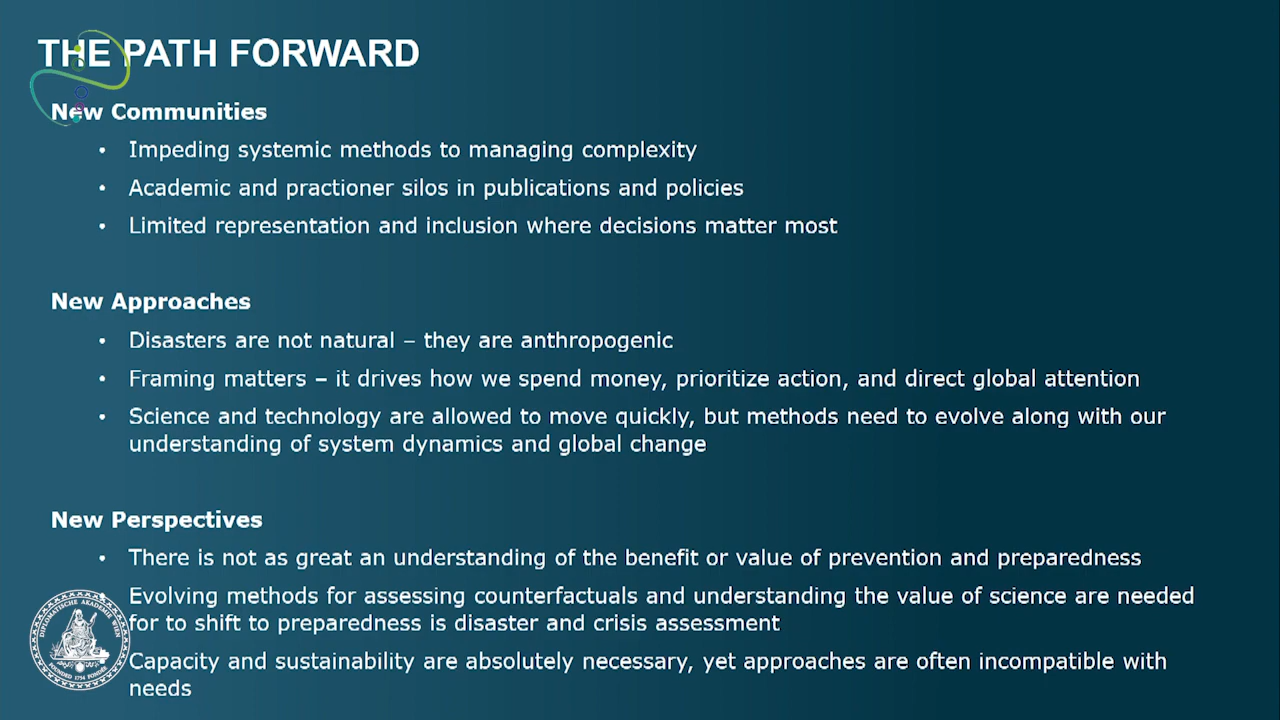 THE PATH FORWARD
New Communities
• Impeding systemic methods to managing complexity
• Academic and practioner silos in publications and policies
• Limited representation and inclusion where decisions matter most
New Approaches
• Disasters are not natural – they are anthropogenic
• Framing matters – it drives how we spend money, prioritize action, and direct global attention
• Science and technology are allowed to move quickly, but methods need to evolve along with our
understanding of system dynamics and global change
New Perspectives
• There is not as great an understanding of the benefit or value of prevention and preparedness
• Evolving methods for assessing counterfactuals and understanding the value of science are needed
for to shift to preparedness is disaster and crisis assessment
Capacity and sustainability are absolutely necessary, yet approaches are often incompatible with
needs
DIPLOMATISCHE AKADEMIE WIEN
FOUNDED 1754 FONDÉE